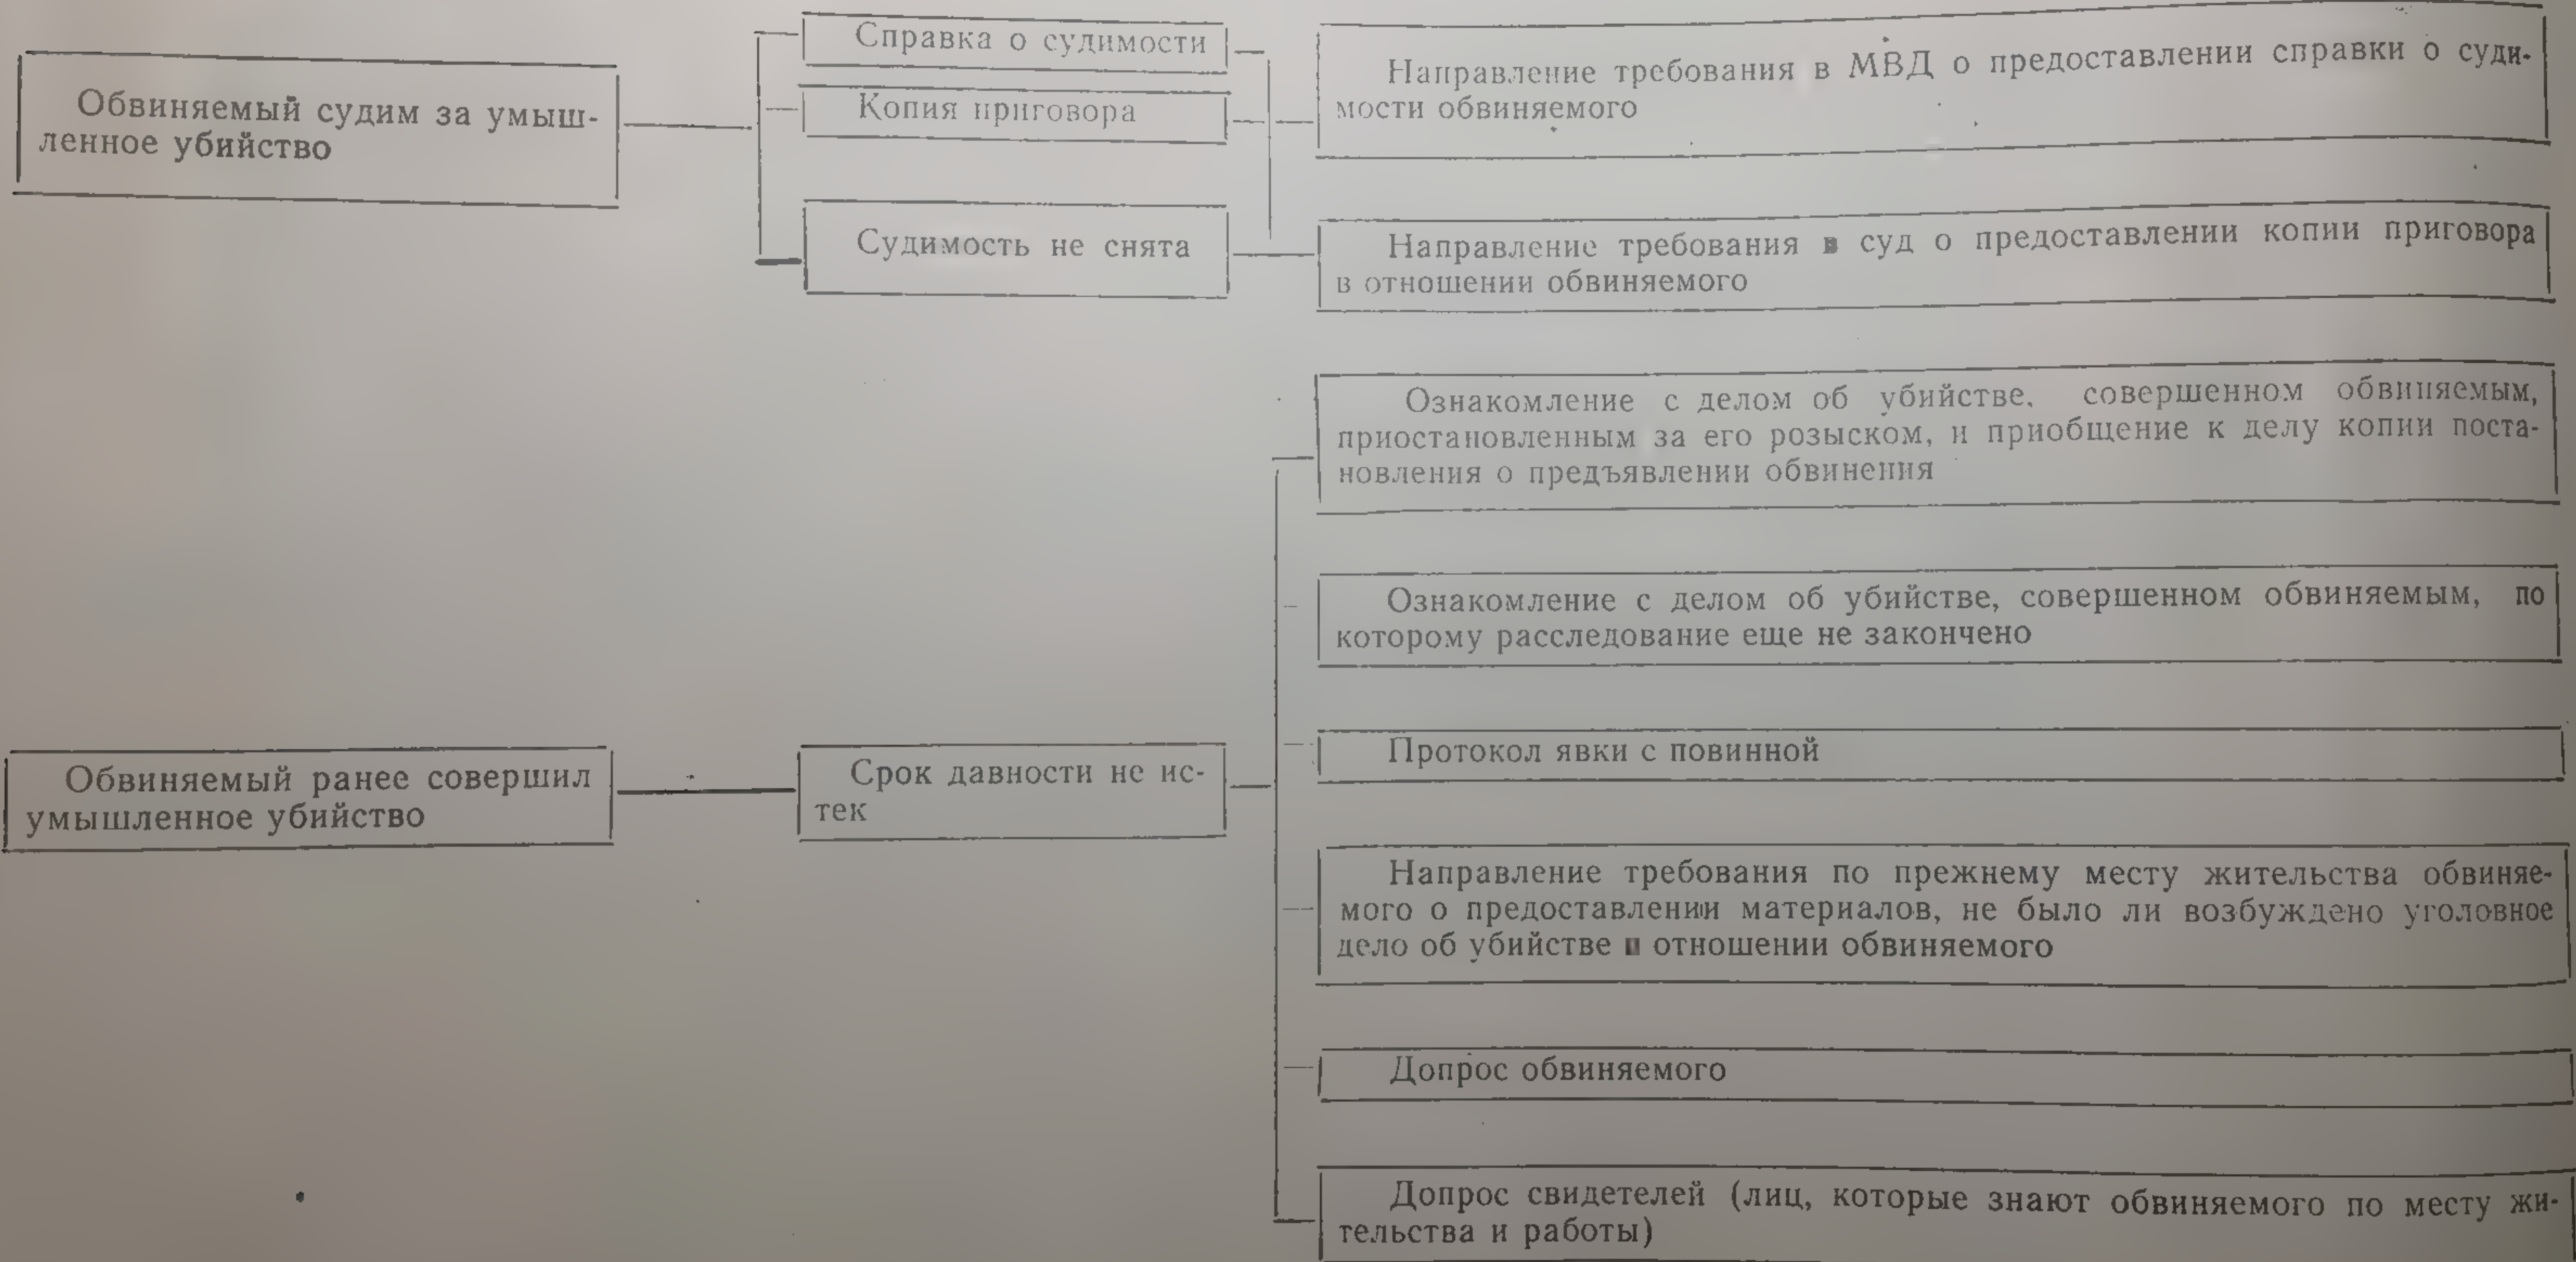 Обвиняемый судим за умыш-
ленное убийство
Справка о судимости
Копия приговора
Судимость не снята
Направление требования в МВД о предоставлении справки о суди-
мости обвиняемого
Направление требования в суд о предоставлении копии приговора
в отношении обвиняемого
Обвиняемый ранее совершил
умышленное убийство
Срок давности не ис-
тек
Ознакомление с делом об убийстве, совершенном обвиняемым,
приостановленным за его розыском, и приобщение к делу копии поста-
новления о предъявлении обвинения
Ознакомление с делом об убийстве, совершенном обвиняемым, по
которому расследование еще не закончено
Протокол явки с повинной
Направление требования по прежнему месту жительства обвиняе-
мого о предоставлении материалов, не было ли возбуждено уголовное
дело об убийстве в отношении обвиняемого
Допрос обвиняемого
Допрос свидетелей (лиц, которые знают обвиняемого по месту жи-
тельства и работы)